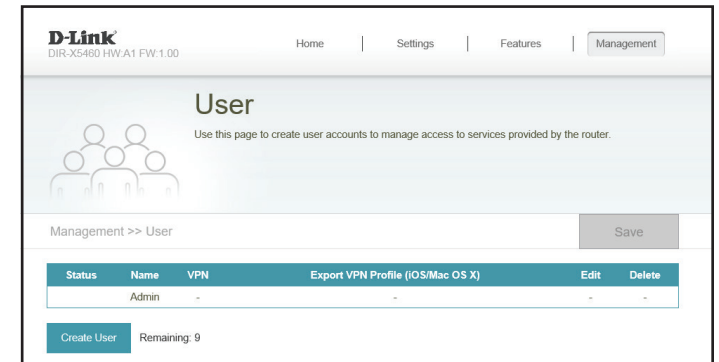 D-Link
DIR-X5460 HW:A1 FW:1.00
Home | Settings | Features | Management
User
Use this page to create user accounts to manage access to services provided by the router.
Management >> User
Save
Status Name VPN Export VPN Profile (iOS/Mac OS X) Edit Delete
Admin - - - -
Create User Remaining: 9